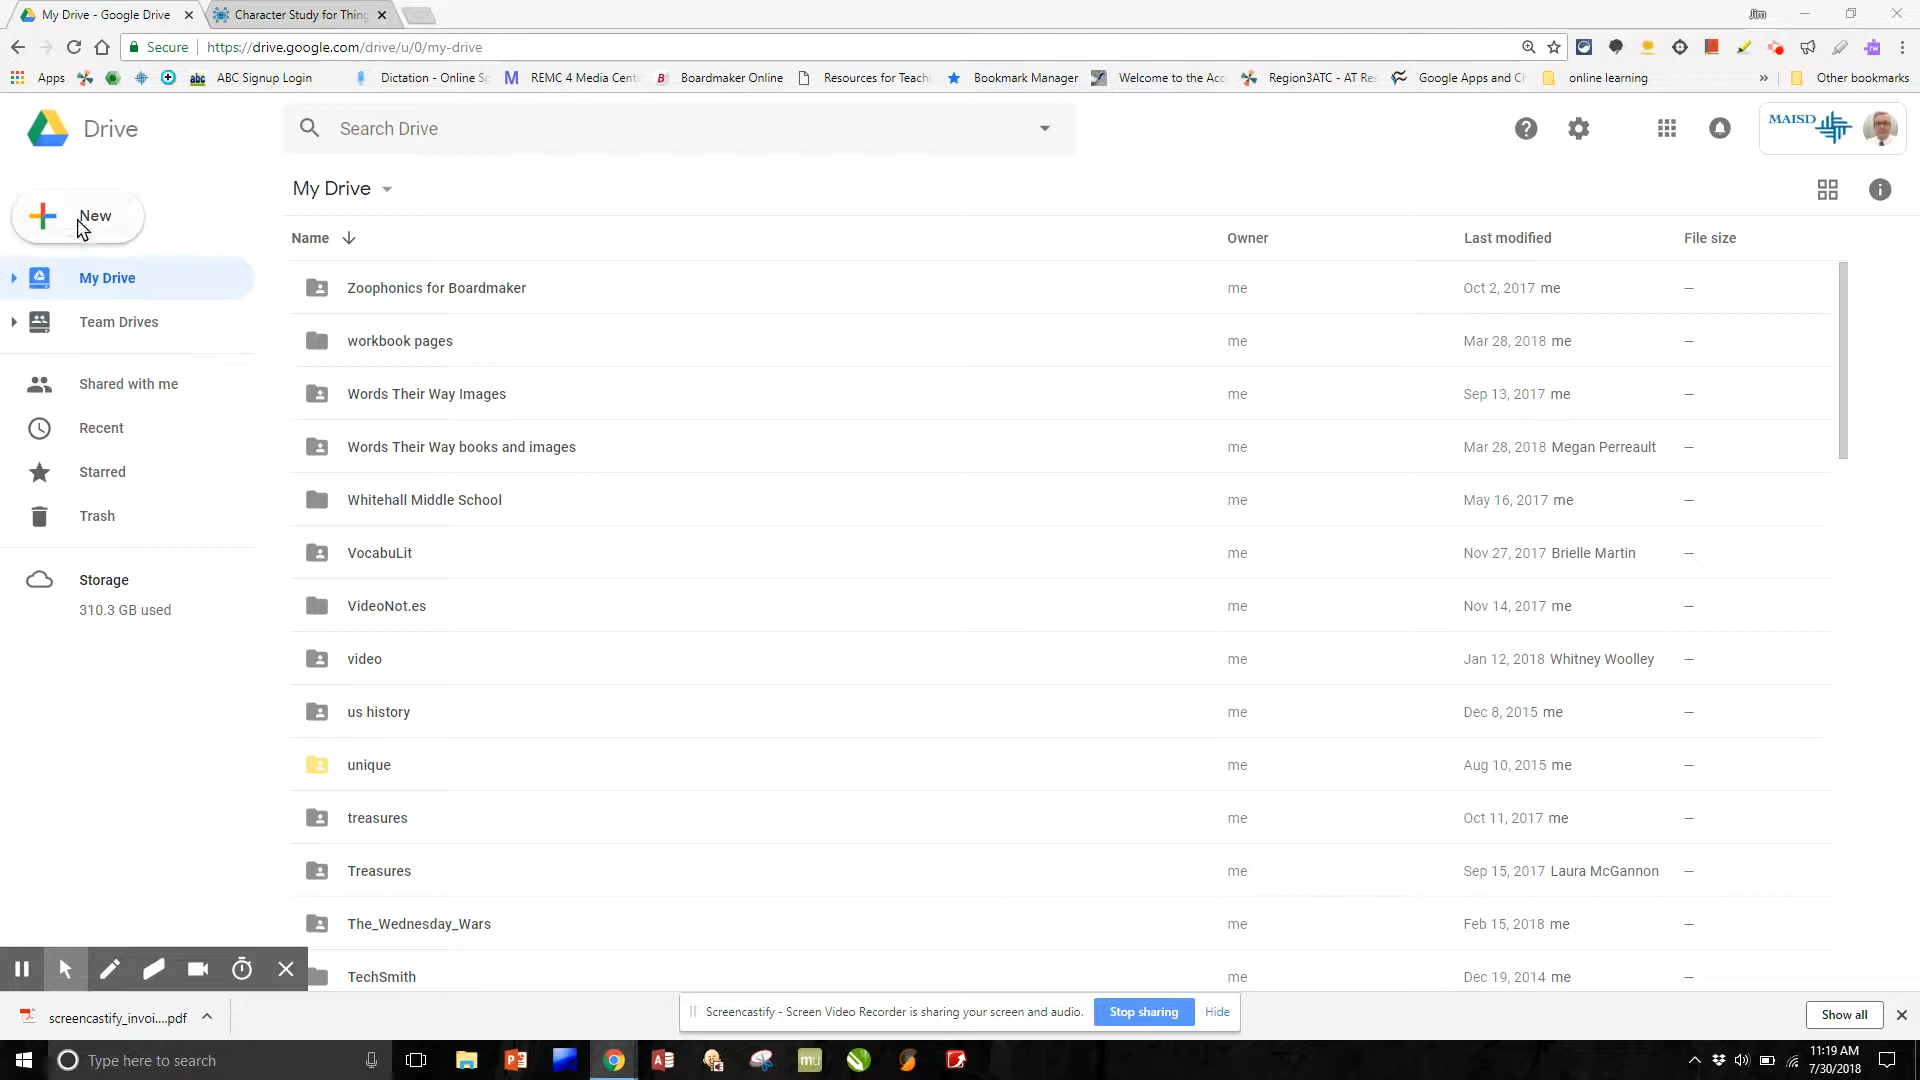 My Drive - Google Drive
Character Study for Thing
Jim
Secure https://drive.google.com/drive/u/0/my-drive
Apps
abc ABC Signup Login
Dictation - Online S
M REMC 4 Media Cent
B Boardmaker Online
Resources for Teach
Bookmark Manager
Welcome to the Acc
Region3ATC - AT Res
Google Apps and Ch
online learning
»
Other bookmarks
Drive
Search Drive
MAISD
New
My Drive
Team Drives
Shared with me
Recent
Starred
Trash
Storage
310.3 GB used
My Drive
Name Owner Last modified File size
Zoophonics for Boardmaker me Oct 2, 2017 me —
workbook pages me Mar 28, 2018 me —
Words Their Way Images me Sep 13, 2017 me —
Words Their Way books and images me Mar 28, 2018 Megan Perreault —
Whitehall Middle School me May 16, 2017 me —
VocabuLit me Nov 27, 2017 Brielle Martin —
VideoNot.es me Nov 14, 2017 me —
video me Jan 12, 2018 Whitney Woolley —
us history me Dec 8, 2015 me —
unique me Aug 10, 2015 me —
treasures me Oct 11, 2017 me —
Treasures me Sep 15, 2017 Laura McGannon —
The_Wednesday_Wars me Feb 15, 2018 me —
TechSmith me Dec 19, 2014 me —
screencastify_invoi....pdf
Screencastify - Screen Video Recorder is sharing your screen and audio. Stop sharing Hide
Show all
Type here to search
mu
11:19 AM
7/30/2018